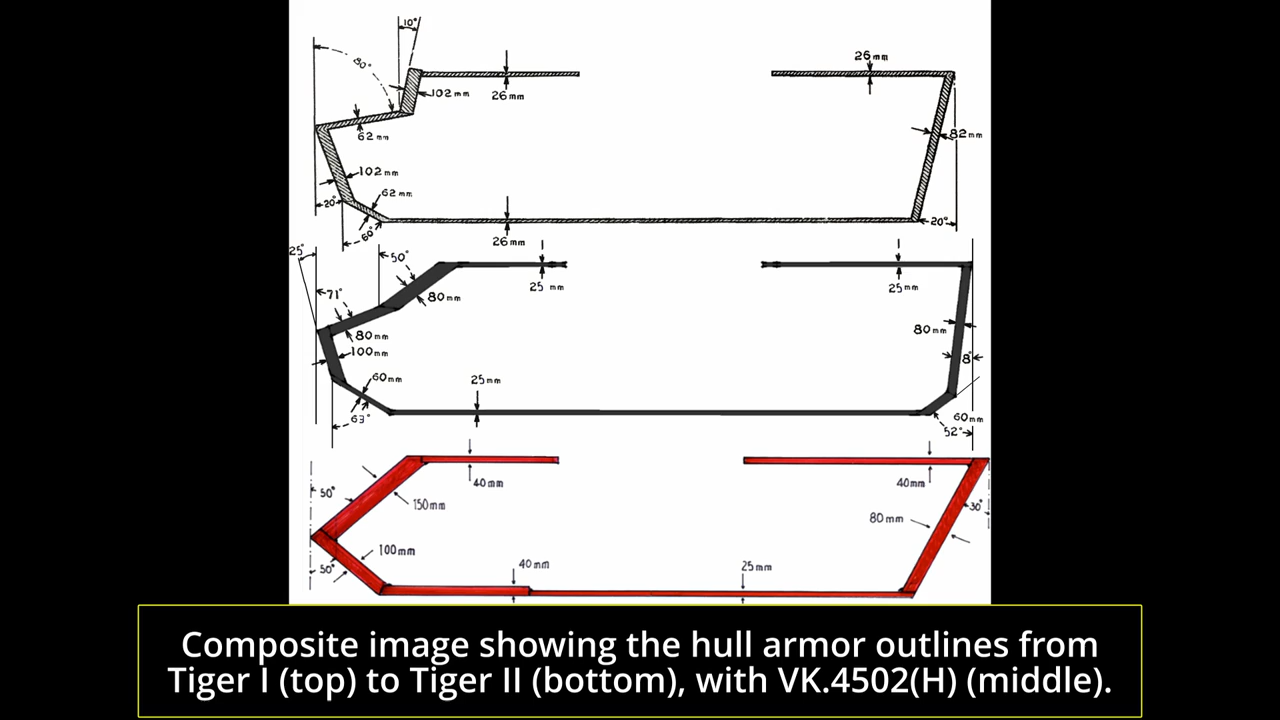 10°
80°
26mm
102mm
26mm
62mm
82mm
102mm
62mm
20°
60°
26mm
20°
25°
50°
71°
80mm
25 mm
25mm
80mm
80mm
100mm
8°
60mm
25mm
63°
60mm
52°
50°
150mm
40mm
40mm
30°
80mm
100mm
50°
40mm
25mm
Composite image showing the hull armor outlines from
Tiger I (top) to Tiger II (bottom), with VK.4502(H) (middle).